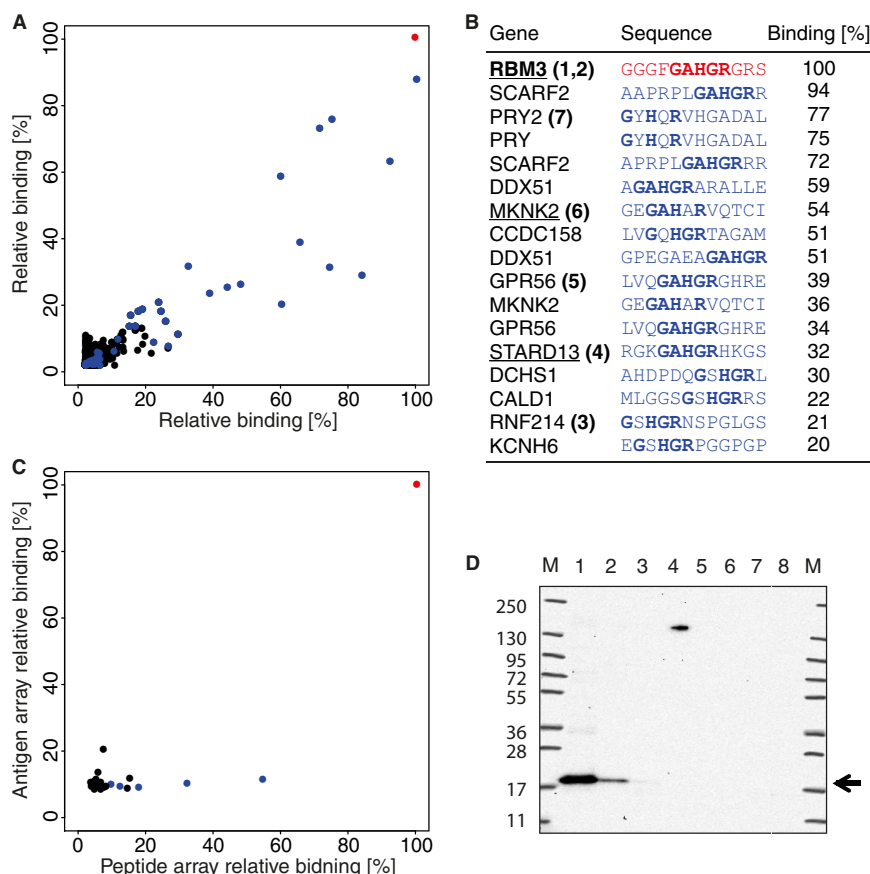 A
Relative binding [%]
100
80
60
40
20
0
0 20 40 60 80 100
Relative binding [%]
B
Gene Sequence Binding [%]
RBM3 (1,2) GGGFGAHGRGRS 100
SCARF2 AAPRPLGAHGRR 94
PRY2 (7) GYHQRVHGADAL 77
PRY GYHQRVHGADAL 75
SCARF2 APRPLGAHGRRR 72
DDX51 AGAHGRARALLE 59
MKNK2 (6) GEGAHARVQTCI 54
CCDC158 LVGQHGRTAGAM 51
DDX51 GPEGAEAGAHGR 51
GPR56 (5) LVQGAHGRGHRE 39
MKNK2 GEGAHARVQTCI 36
GPR56 LVQGAHGRGHRE 34
STARD13 (4) RGKGAHGRHKGS 32
DCHS1 AHDPDQGSHGRL 30
CALD1 MLGGSGSHGRRS 22
RNF214 (3) GSHGRNSPGLGS 21
KCNH6 EGSHGRPGGPGP 20
C
Antigen array relative binding [%]
100
80
60
40
20
0
0 20 40 60 80 100
Peptide array relative bidning [%]
D
M 1 2 3 4 5 6 7 8 M
250
130
95
72
55
36
28
17
11